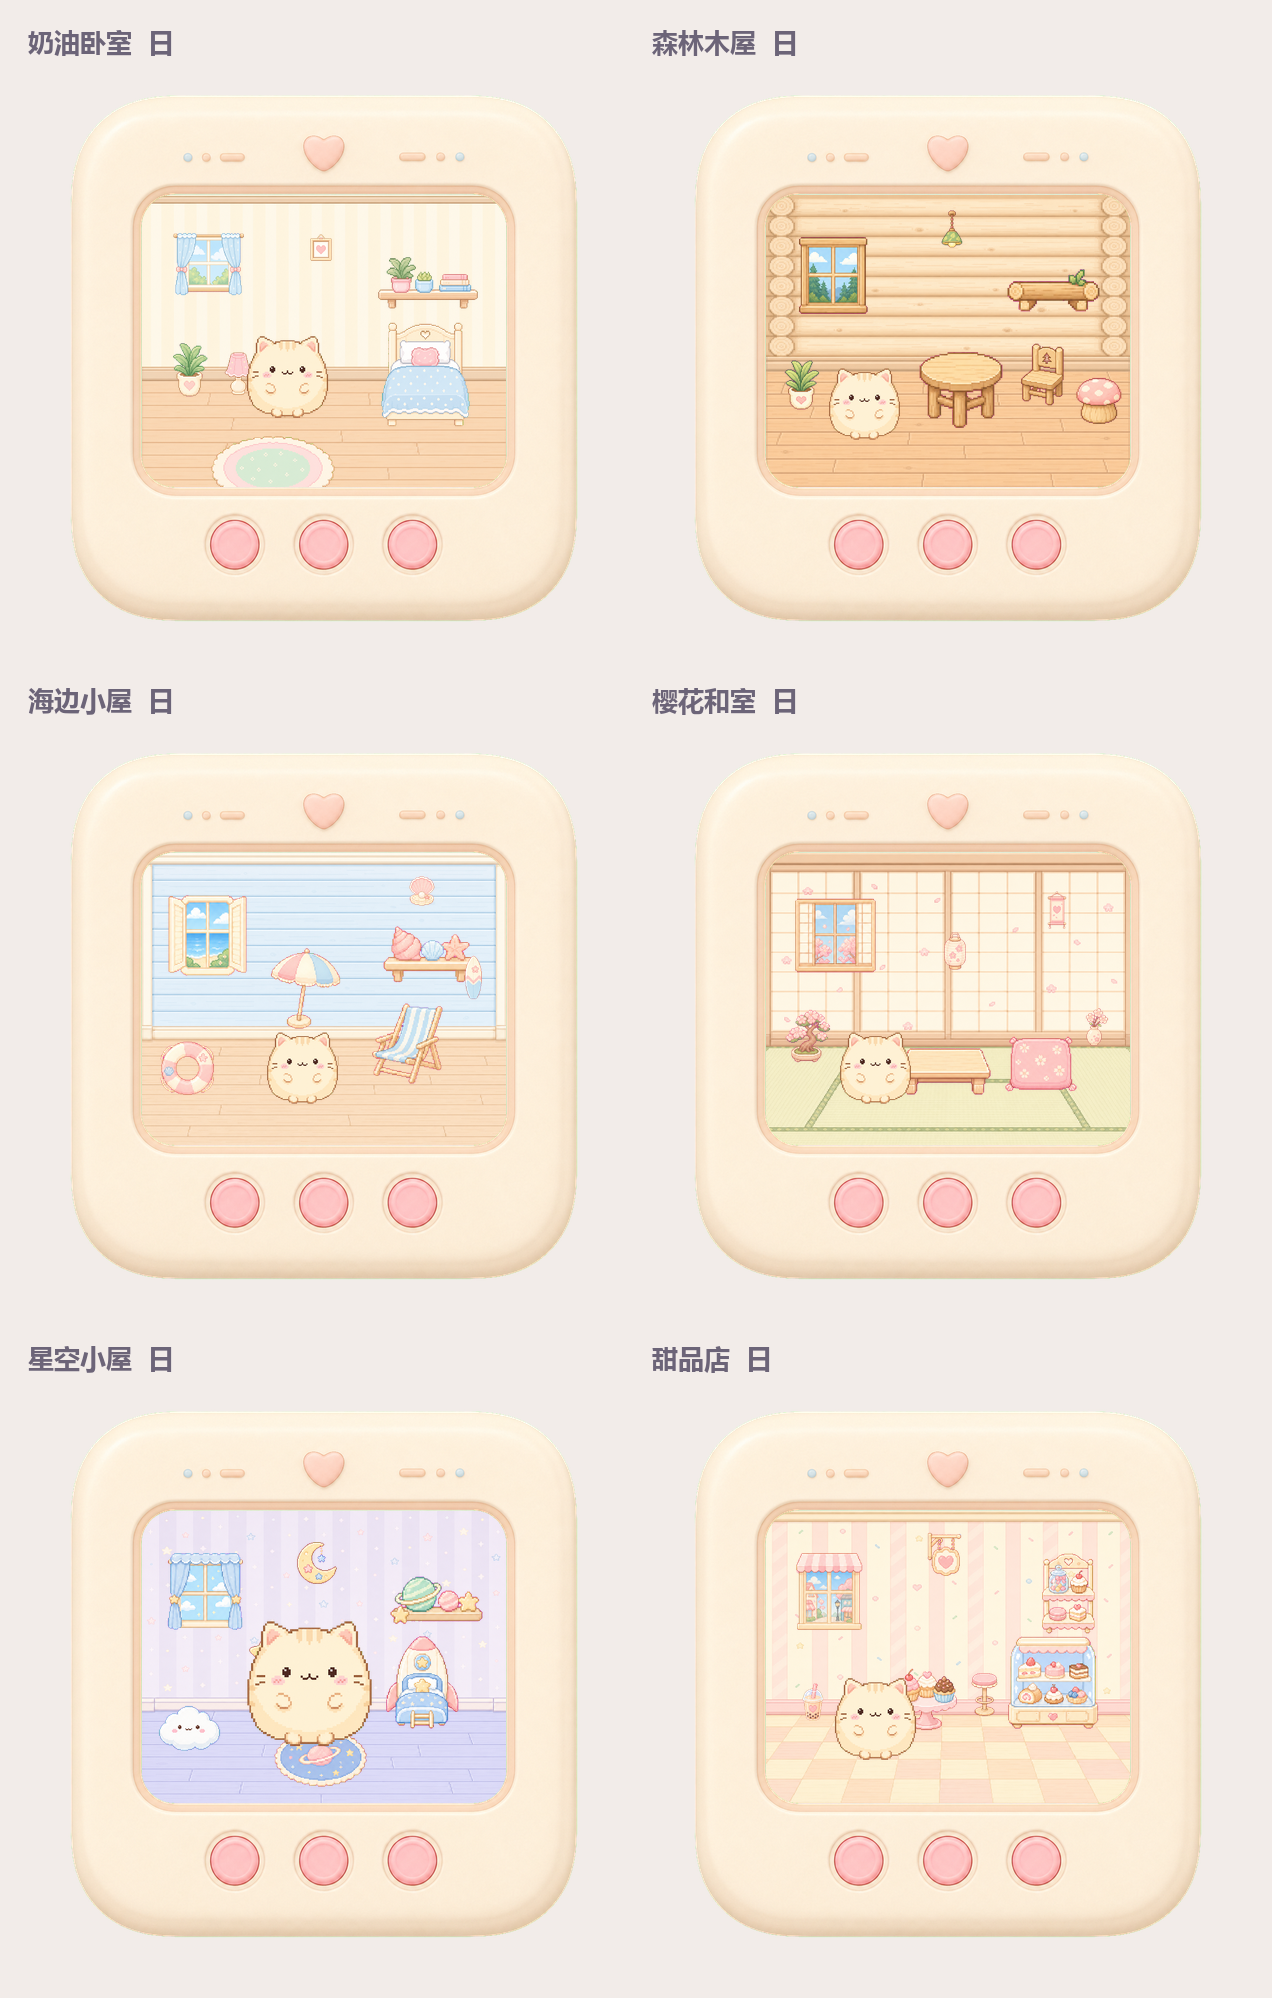 奶油卧室 日
森林木屋 日
海边小屋 日
樱花和室 日
星空小屋 日
甜品店 日